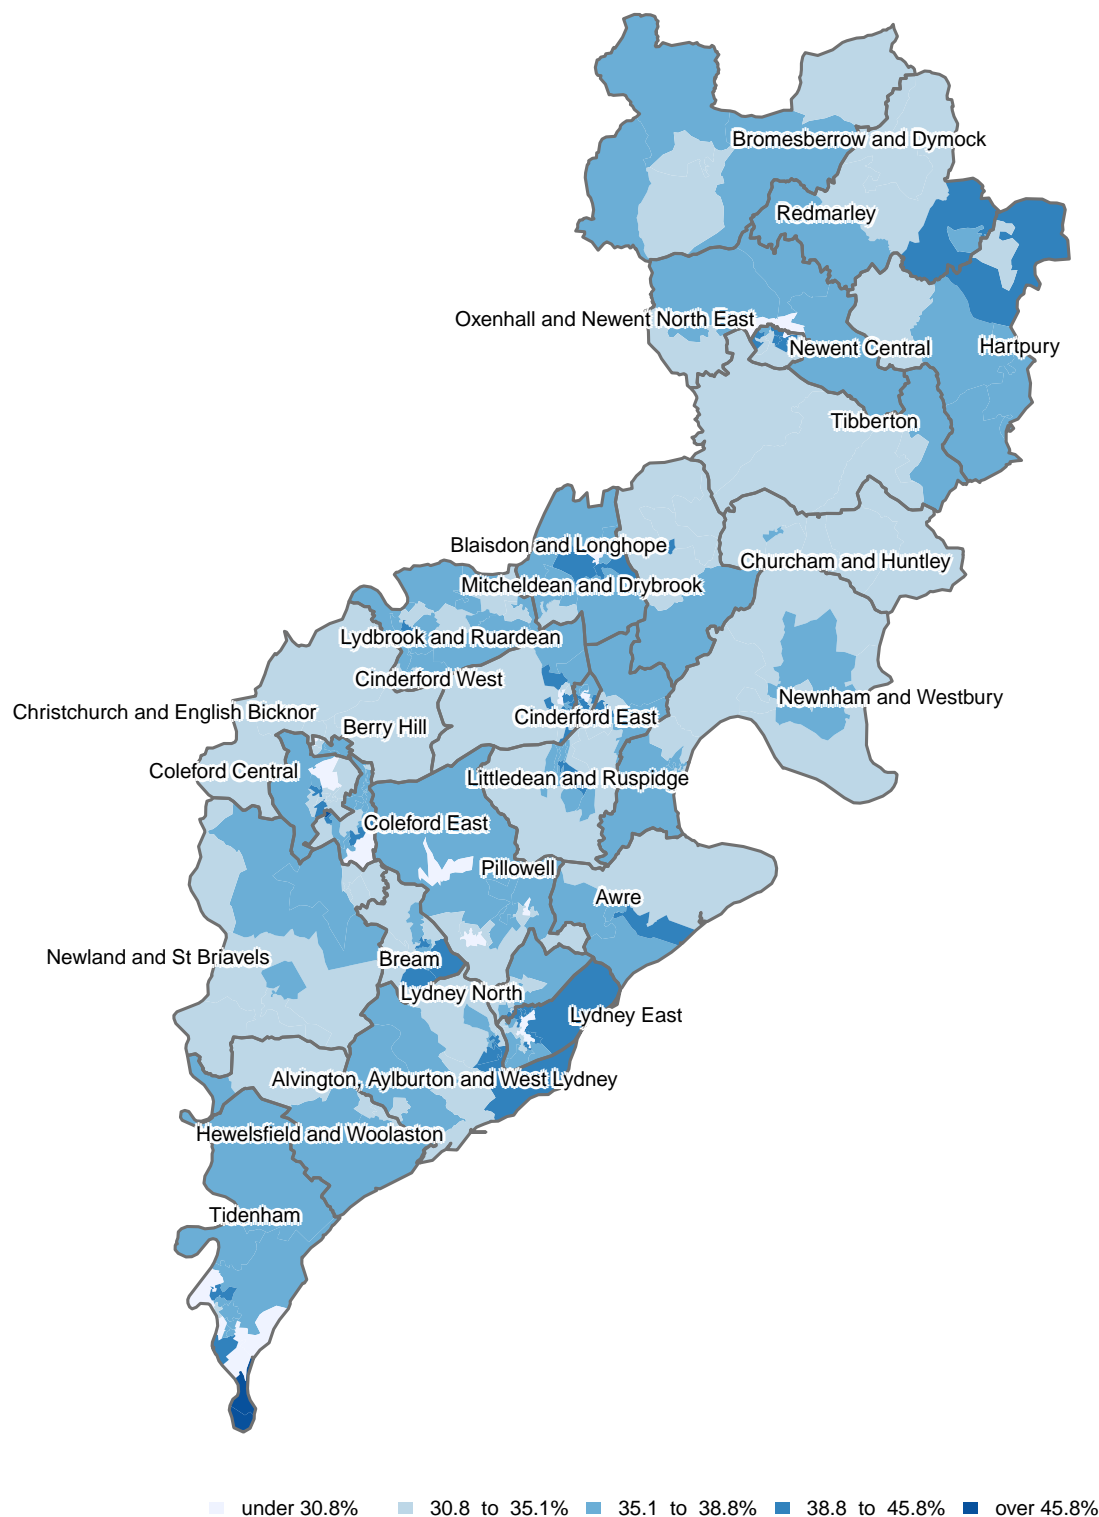 Bromesberrow and Dymock
Redmarley
Oxenhall and Newent North East
Newent Central
Hartpury
Tibberton
Blaisdon and Longhope
Churcham and Huntley
Mitcheldean and Drybrook
Lydbrook and Ruardean
Cinderford West
Newnham and Westbury
Christchurch and English Bicknor
Cinderford East
Berry Hill
Coleford Central
Littledean and Ruspidge
Coleford East
Pillowell
Awre
Newland and St Briavels
Bream
Lydney North
Lydney East
Alvington, Aylburton and West Lydney
Hewelsfield and Woolaston
Tidenham
under 30.8% 30.8 to 35.1% 35.1 to 38.8% 38.8 to 45.8% over 45.8%